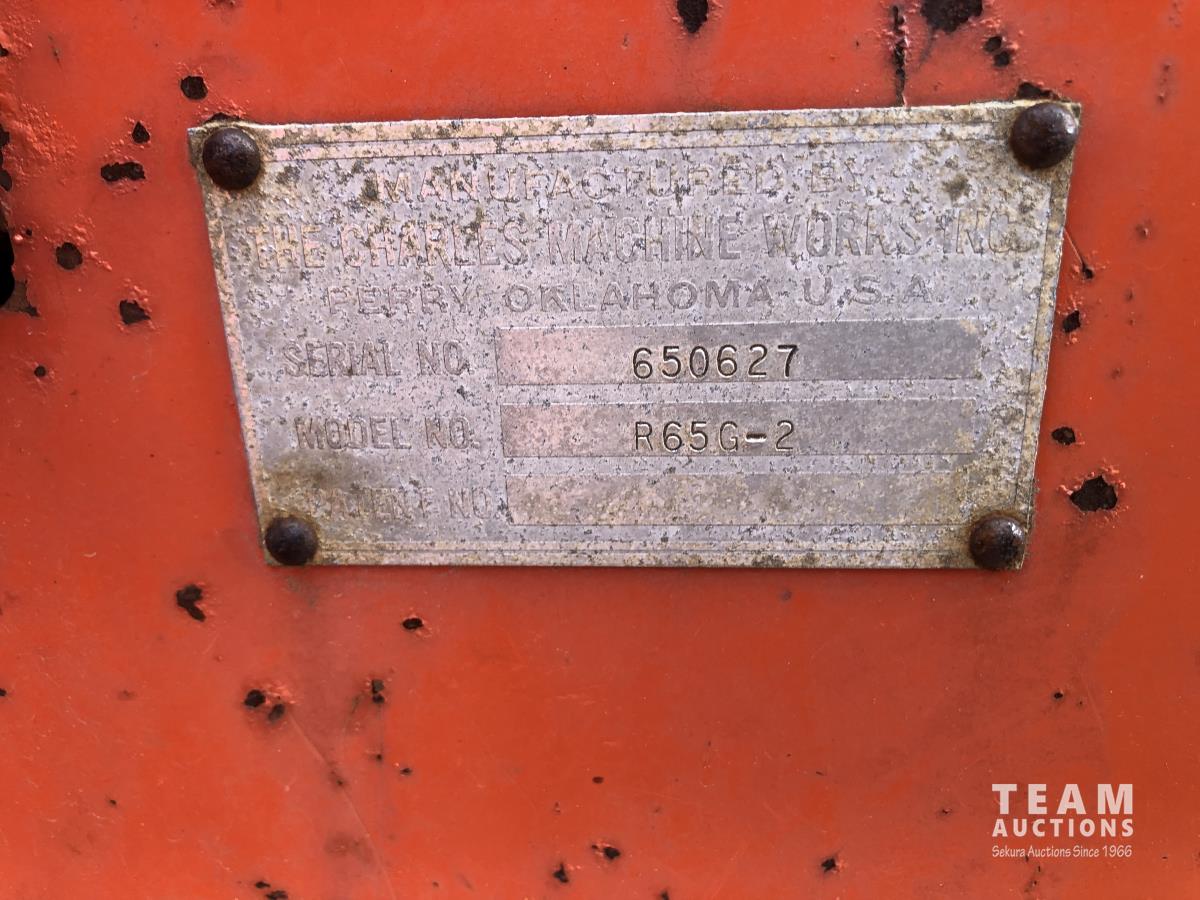 MANUFACTURED BY
THE CHARLES MACHINE WORKS INC.
PERRY, OKLAHOMA U.S.A.
SERIAL NO. 650627
MODEL NO. R65G-2
PATENT NO.
TEAM
AUCTIONS
Sekura Auctions Since 1966